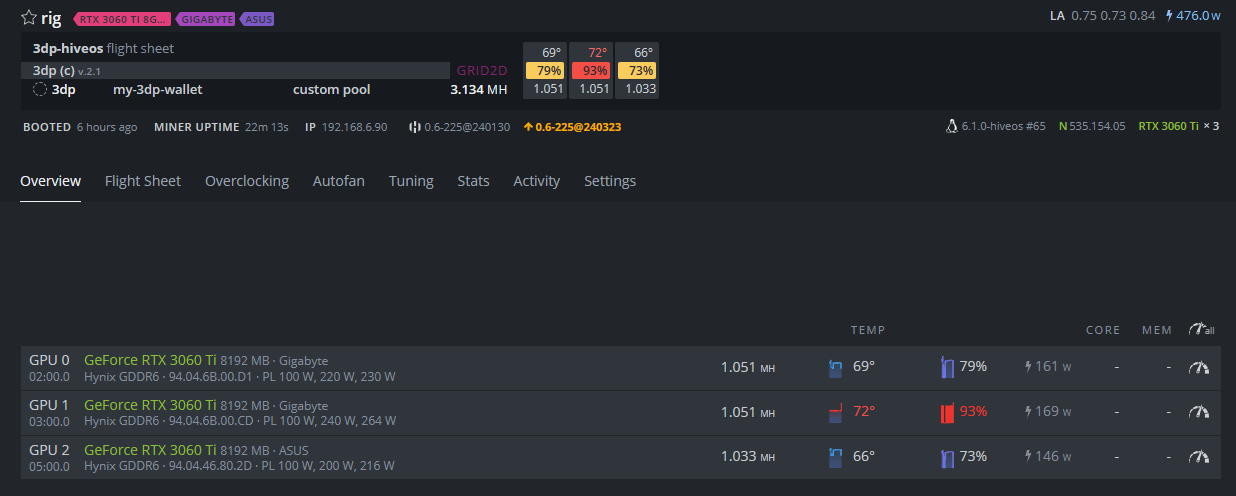 rig RTX 3060 TI 8G... GIGABYTE ASUS LA 0.75 0.73 0.84 476.0 w
3dp-hiveos flight sheet 69° 72° 66°
3dp (c) v.2.1 GRID2D 79% 93% 73%
3dp my-3dp-wallet custom pool 3.134 MH 1.051 1.051 1.033
BOOTED 6 hours ago MINER UPTIME 22m 13s IP 192.168.6.90 0.6-225@240130 0.6-225@240323 6.1.0-hiveos #65 N 535.154.05 RTX 3060 Ti × 3
Overview Flight Sheet Overclocking Autofan Tuning Stats Activity Settings
TEMP CORE MEM all
GPU 0 GeForce RTX 3060 Ti 8192 MB · Gigabyte 1.051 MH 69° 79% 161 w - -
02:00.0 Hynix GDDR6 · 94.04.6B.00.D1 · PL 100 W, 220 W, 230 W
GPU 1 GeForce RTX 3060 Ti 8192 MB · Gigabyte 1.051 MH 72° 93% 169 w - -
03:00.0 Hynix GDDR6 · 94.04.6B.00.CD · PL 100 W, 240 W, 264 W
GPU 2 GeForce RTX 3060 Ti 8192 MB · ASUS 1.033 MH 66° 73% 146 w - -
05:00.0 Hynix GDDR6 · 94.04.46.80.2D · PL 100 W, 200 W, 216 W